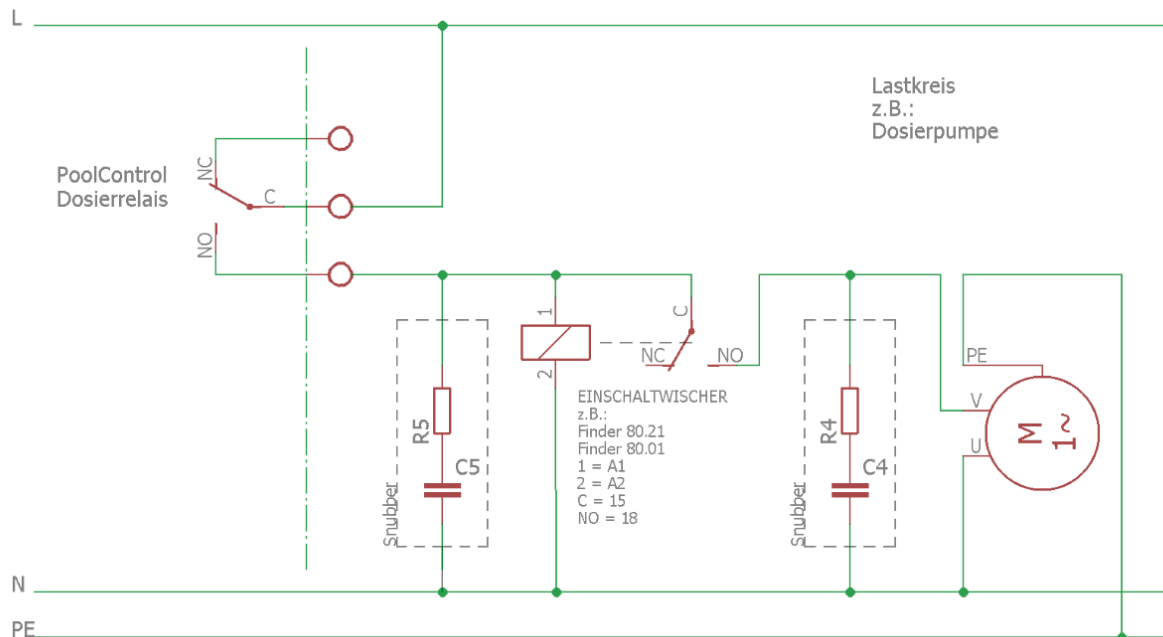 L
Lastkreis
z.B.:
Dosierpumpe
PoolControl
Dosierrelais
NC
C
NO
1
2
C
NC
NO
EINSCHALTWISCHER
z.B.:
Finder 80.21
Finder 80.01
1 = A1
2 = A2
C = 15
NO = 18
R5
C5
Snubber
R4
C4
Snubber
PE
V
U
M
1~
N
PE